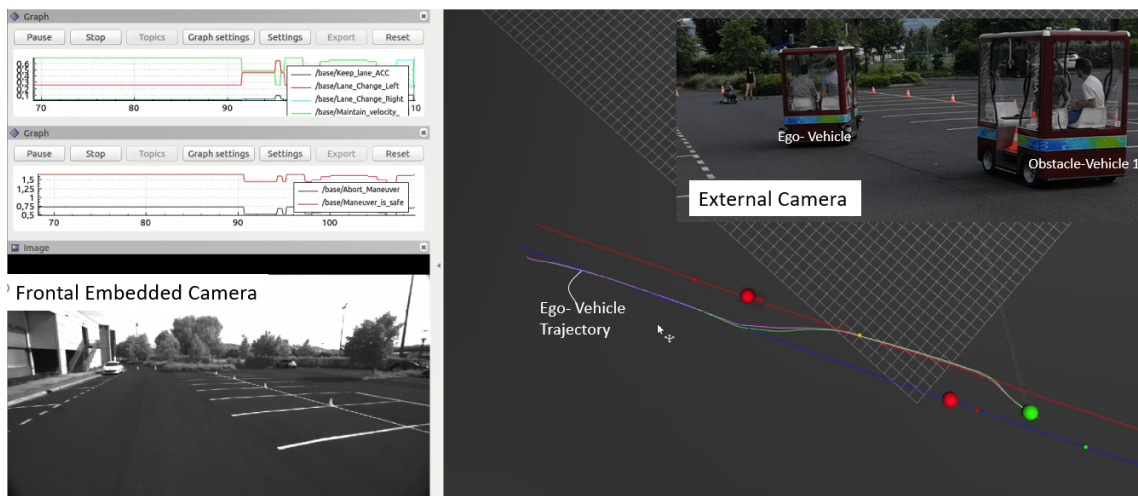 Graph
Pause Stop Topics Graph settings Settings Export Reset
0,6
0,5
0,4
0,3
0,2
0,1
/base/Keep_lane_ACC
/base/Lane_Change_Left
/base/Lane_Change_Right
/base/Maintain_velocity_
70 80 90 10
Graph
Pause Stop Topics Graph settings Settings Export Reset
1,5
1,25
1
0,75
0,5
/base/Abort_Maneuver
/base/Maneuver_is_safe
70 80 90 100
Image
Frontal Embedded Camera
Ego- Vehicle
Obstacle-Vehicle 1
External Camera
Ego- Vehicle
Trajectory